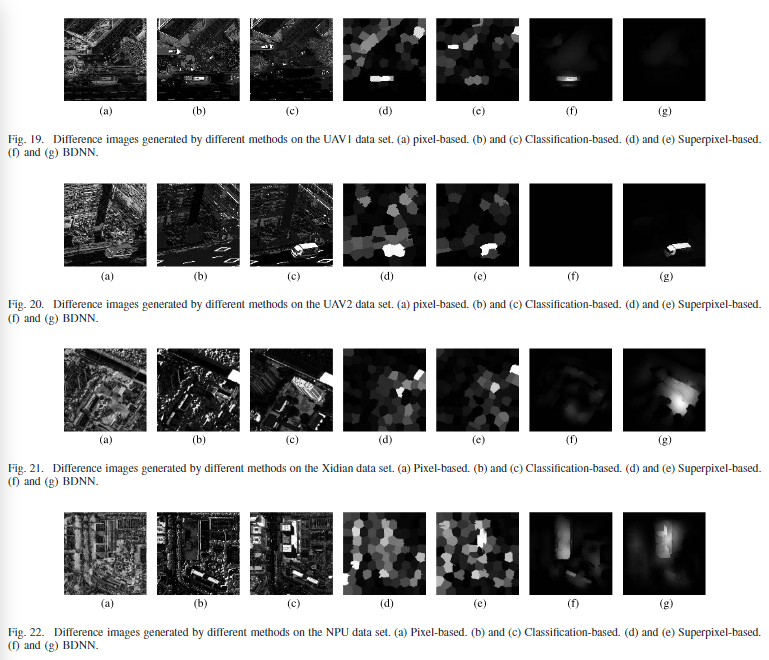 (a) (b) (c) (d) (e) (f) (g)
Fig. 19. Difference images generated by different methods on the UAV1 data set. (a) pixel-based. (b) and (c) Classification-based. (d) and (e) Superpixel-based.
(f) and (g) BDNN.
(a) (b) (c) (d) (e) (f) (g)
Fig. 20. Difference images generated by different methods on the UAV2 data set. (a) pixel-based. (b) and (c) Classification-based. (d) and (e) Superpixel-based.
(f) and (g) BDNN.
(a) (b) (c) (d) (e) (f) (g)
Fig. 21. Difference images generated by different methods on the Xidian data set. (a) Pixel-based. (b) and (c) Classification-based. (d) and (e) Superpixel-based.
(f) and (g) BDNN.
(a) (b) (c) (d) (e) (f) (g)
Fig. 22. Difference images generated by different methods on the NPU data set. (a) Pixel-based. (b) and (c) Classification-based. (d) and (e) Superpixel-based.
(f) and (g) BDNN.